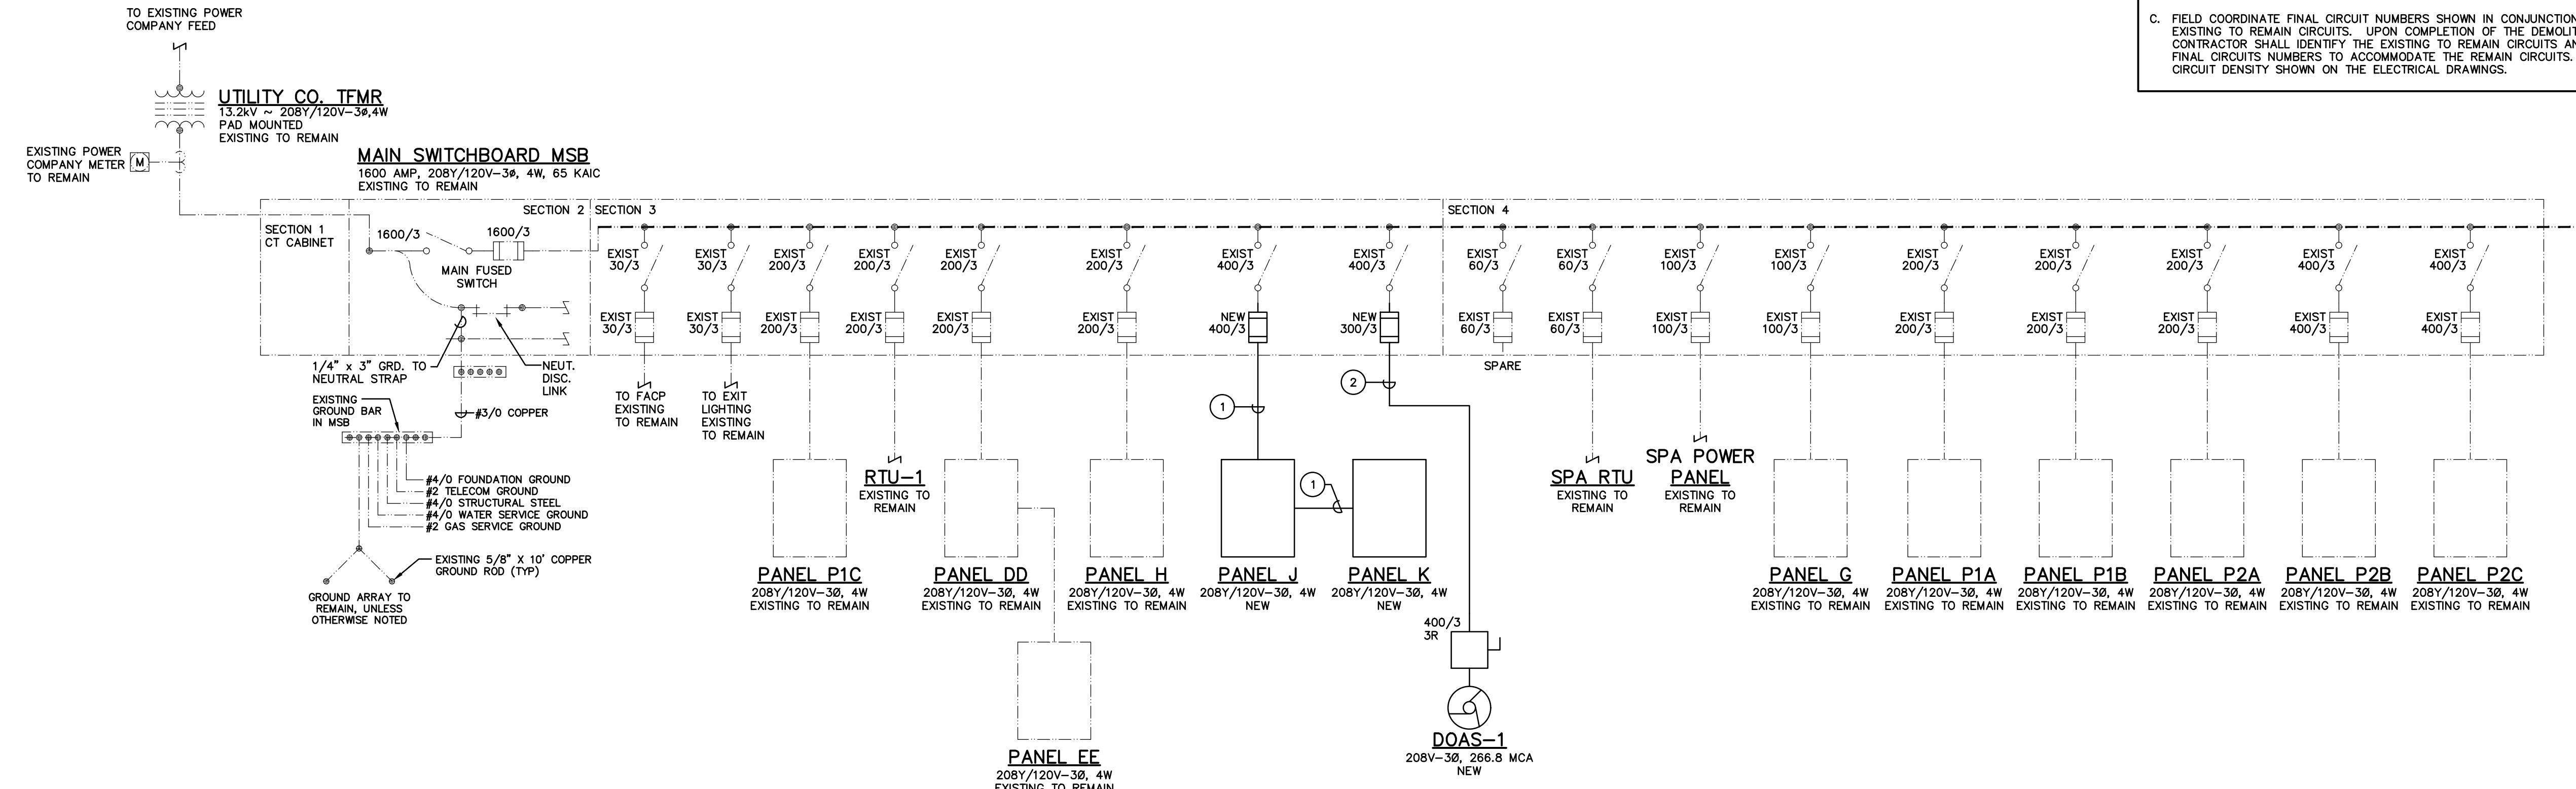 TO EXISTING POWER
COMPANY FEED
UTILITY CO. TFMR
13.2kV ~ 208Y/120V-3ø,4W
PAD MOUNTED
EXISTING TO REMAIN
EXISTING POWER
COMPANY METER
TO REMAIN
M
C. FIELD COORDINATE FINAL CIRCUIT NUMBERS SHOWN IN CONJUNCTION
EXISTING TO REMAIN CIRCUITS. UPON COMPLETION OF THE DEMOLIT
CONTRACTOR SHALL IDENTIFY THE EXISTING TO REMAIN CIRCUITS AN
FINAL CIRCUITS NUMBERS TO ACCOMMODATE THE REMAIN CIRCUITS.
CIRCUIT DENSITY SHOWN ON THE ELECTRICAL DRAWINGS.
MAIN SWITCHBOARD MSB
1600 AMP, 208Y/120V-3ø, 4W, 65 KAIC
EXISTING TO REMAIN
SECTION 1
CT CABINET
SECTION 2
SECTION 3
SECTION 4
1600/3
1600/3
MAIN FUSED
SWITCH
EXIST
30/3
EXIST
30/3
EXIST
200/3
EXIST
200/3
EXIST
200/3
EXIST
200/3
EXIST
400/3
EXIST
400/3
EXIST
60/3
EXIST
60/3
EXIST
100/3
EXIST
100/3
EXIST
200/3
EXIST
200/3
EXIST
200/3
EXIST
400/3
EXIST
400/3
EXIST
30/3
EXIST
30/3
EXIST
200/3
EXIST
200/3
EXIST
200/3
EXIST
200/3
NEW
400/3
NEW
300/3
EXIST
60/3
EXIST
60/3
EXIST
100/3
EXIST
100/3
EXIST
200/3
EXIST
200/3
EXIST
200/3
EXIST
400/3
EXIST
400/3
1/4" x 3" GRD. TO
NEUTRAL STRAP
NEUT.
DISC.
LINK
SPARE
EXISTING
GROUND BAR
IN MSB
#3/0 COPPER
TO FACP
EXISTING
TO REMAIN
TO EXIT
LIGHTING
EXISTING
TO REMAIN
1
2
1
#4/0 FOUNDATION GROUND
#2 TELECOM GROUND
#4/0 STRUCTURAL STEEL
#4/0 WATER SERVICE GROUND
#2 GAS SERVICE GROUND
EXISTING 5/8" X 10' COPPER
GROUND ROD (TYP)
GROUND ARRAY TO
REMAIN, UNLESS
OTHERWISE NOTED
PANEL P1C
208Y/120V-3Ø, 4W
EXISTING TO REMAIN
RTU-1
EXISTING TO
REMAIN
PANEL DD
208Y/120V-3Ø, 4W
EXISTING TO REMAIN
PANEL H
208Y/120V-3Ø, 4W
EXISTING TO REMAIN
PANEL J
208Y/120V-3Ø, 4W
NEW
PANEL K
208Y/120V-3Ø, 4W
NEW
SPA RTU
EXISTING TO
REMAIN
SPA POWER
PANEL
EXISTING TO
REMAIN
PANEL G
208Y/120V-3Ø, 4W
EXISTING TO REMAIN
PANEL P1A
208Y/120V-3Ø, 4W
EXISTING TO REMAIN
PANEL P1B
208Y/120V-3Ø, 4W
EXISTING TO REMAIN
PANEL P2A
208Y/120V-3Ø, 4W
EXISTING TO REMAIN
PANEL P2B
208Y/120V-3Ø, 4W
EXISTING TO REMAIN
PANEL P2C
208Y/120V-3Ø, 4W
EXISTING TO REMAIN
400/3
3R
DOAS-1
208V-3Ø, 266.8 MCA
NEW
PANEL EE
208Y/120V-3Ø, 4W
EXISTING TO REMAIN